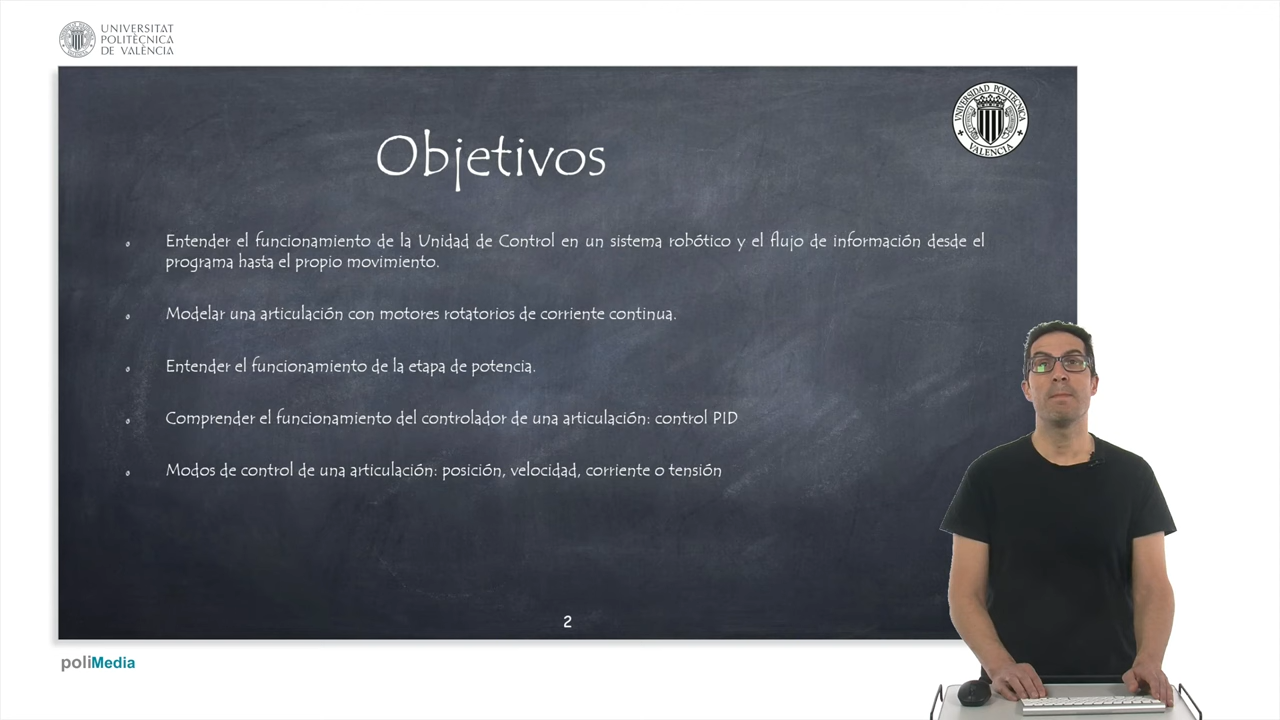 UNIVERSITAT
POLITÈCNICA
DE VALÈNCIA
UNIVERSIDAD POLITECNICA
VALENCIA
Objetivos
Entender el funcionamiento de la Unidad de Control en un sistema robótico y el flujo de información desde el
programa hasta el propio movimiento.
Modelar una articulación con motores rotatorios de corriente continua.
Entender el funcionamiento de la etapa de potencia.
Comprender el funcionamiento del controlador de una articulación: control PID
Modos de control de una articulación: posición, velocidad, corriente o tensión
2
poliMedia